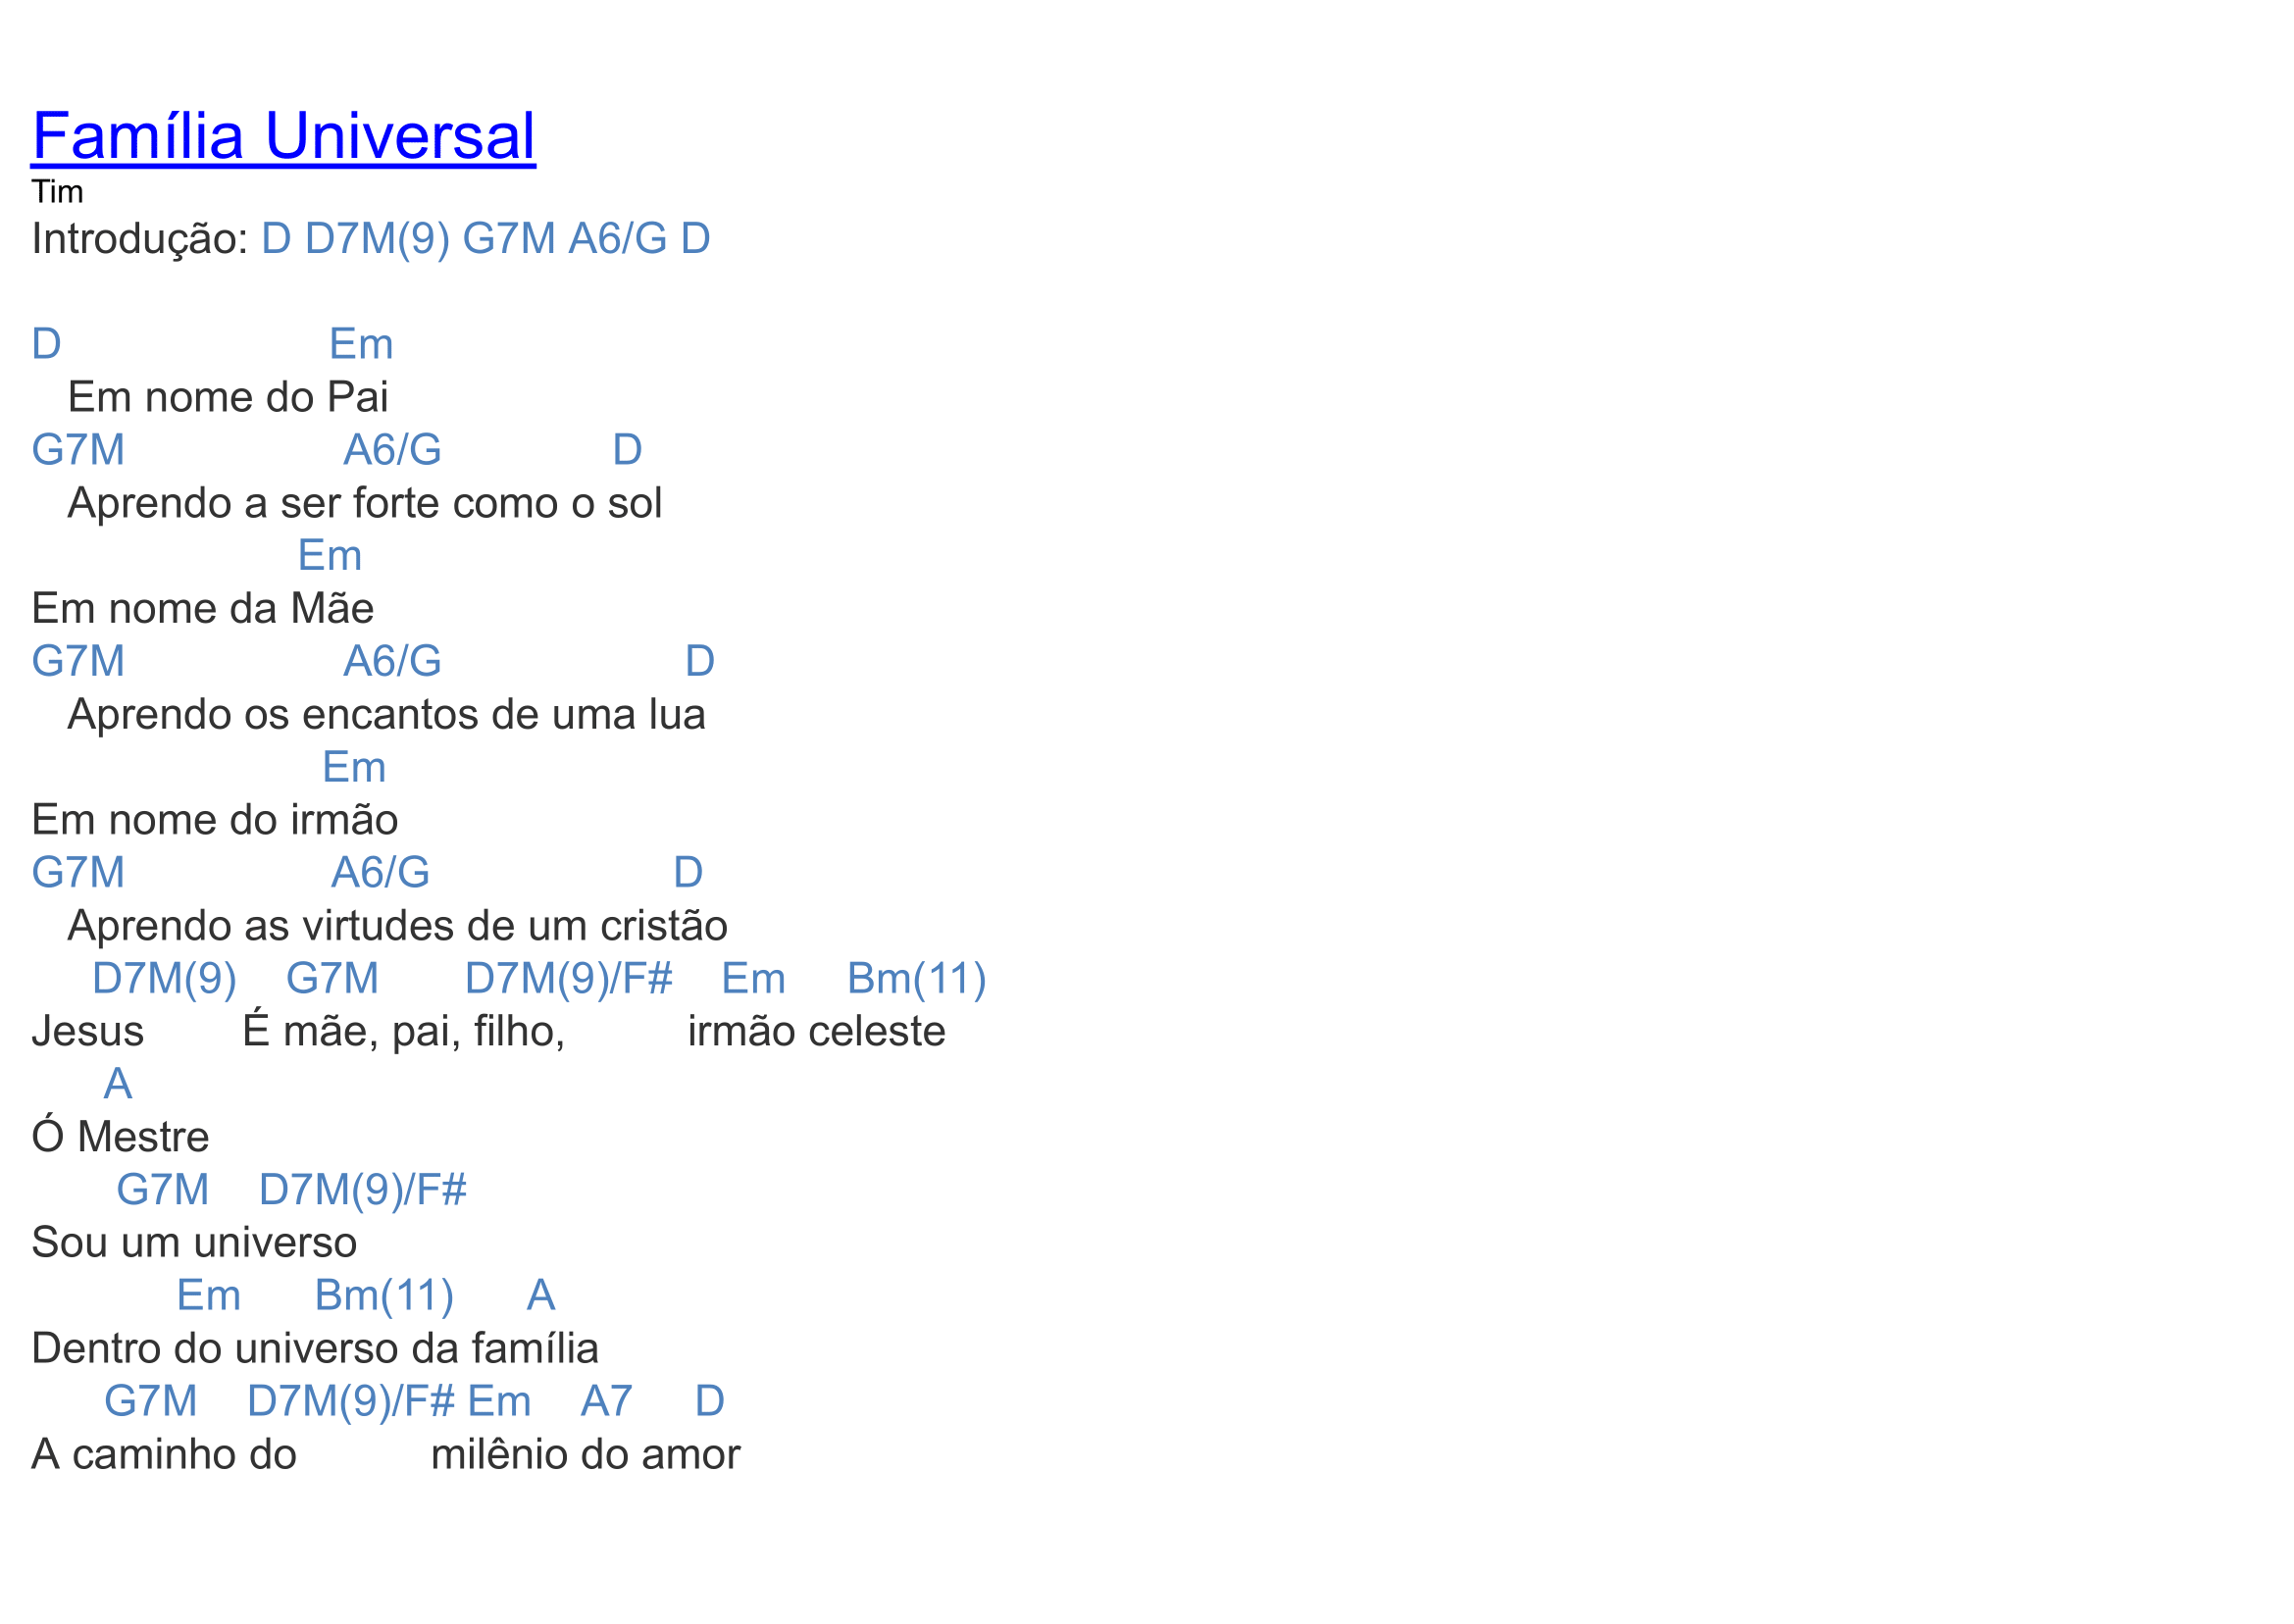 Família Universal
Tim
Introdução: D D7M(9) G7M A6/G D
D Em
Em nome do Pai
G7M A6/G D
Aprendo a ser forte como o sol
Em
Em nome da Mãe
G7M A6/G D
Aprendo os encantos de uma lua
Em
Em nome do irmão
G7M A6/G D
Aprendo as virtudes de um cristão
D7M(9) G7M D7M(9)/F# Em Bm(11)
Jesus É mãe, pai, filho, irmão celeste
A
Ó Mestre
G7M D7M(9)/F#
Sou um universo
Em Bm(11) A
Dentro do universo da família
G7M D7M(9)/F# Em A7 D
A caminho do milênio do amor